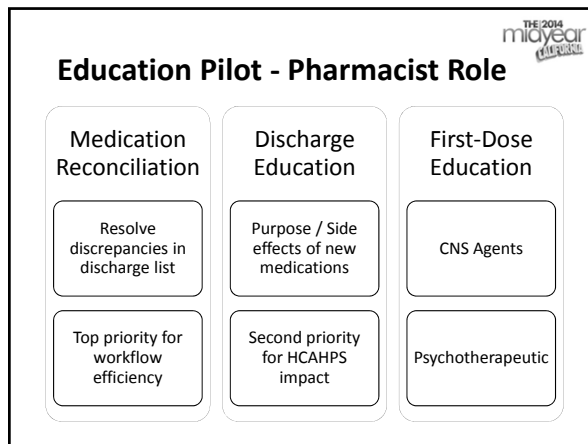 THE 2014
midyear
CALIFORNIA
Education Pilot - Pharmacist Role
Medication
Reconciliation
Resolve
discrepancies in
discharge list
Top priority for
workflow
efficiency
Discharge
Education
Purpose / Side
effects of new
medications
Second priority
for HCAHPS
impact
First-Dose
Education
CNS Agents
Psychotherapeutic